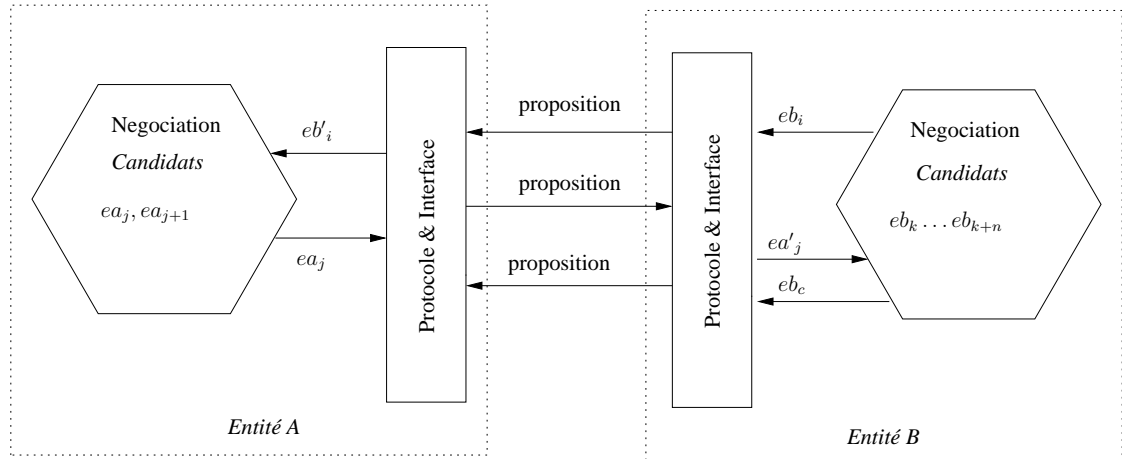 Negociation
Candidats
ea_j, ea_{j+1}
eb'_i
ea_j
Protocole & Interface
Entité A
proposition
proposition
proposition
Protocole & Interface
eb_i
ea'_j
eb_c
Negociation
Candidats
eb_k ... eb_{k+n}
Entité B